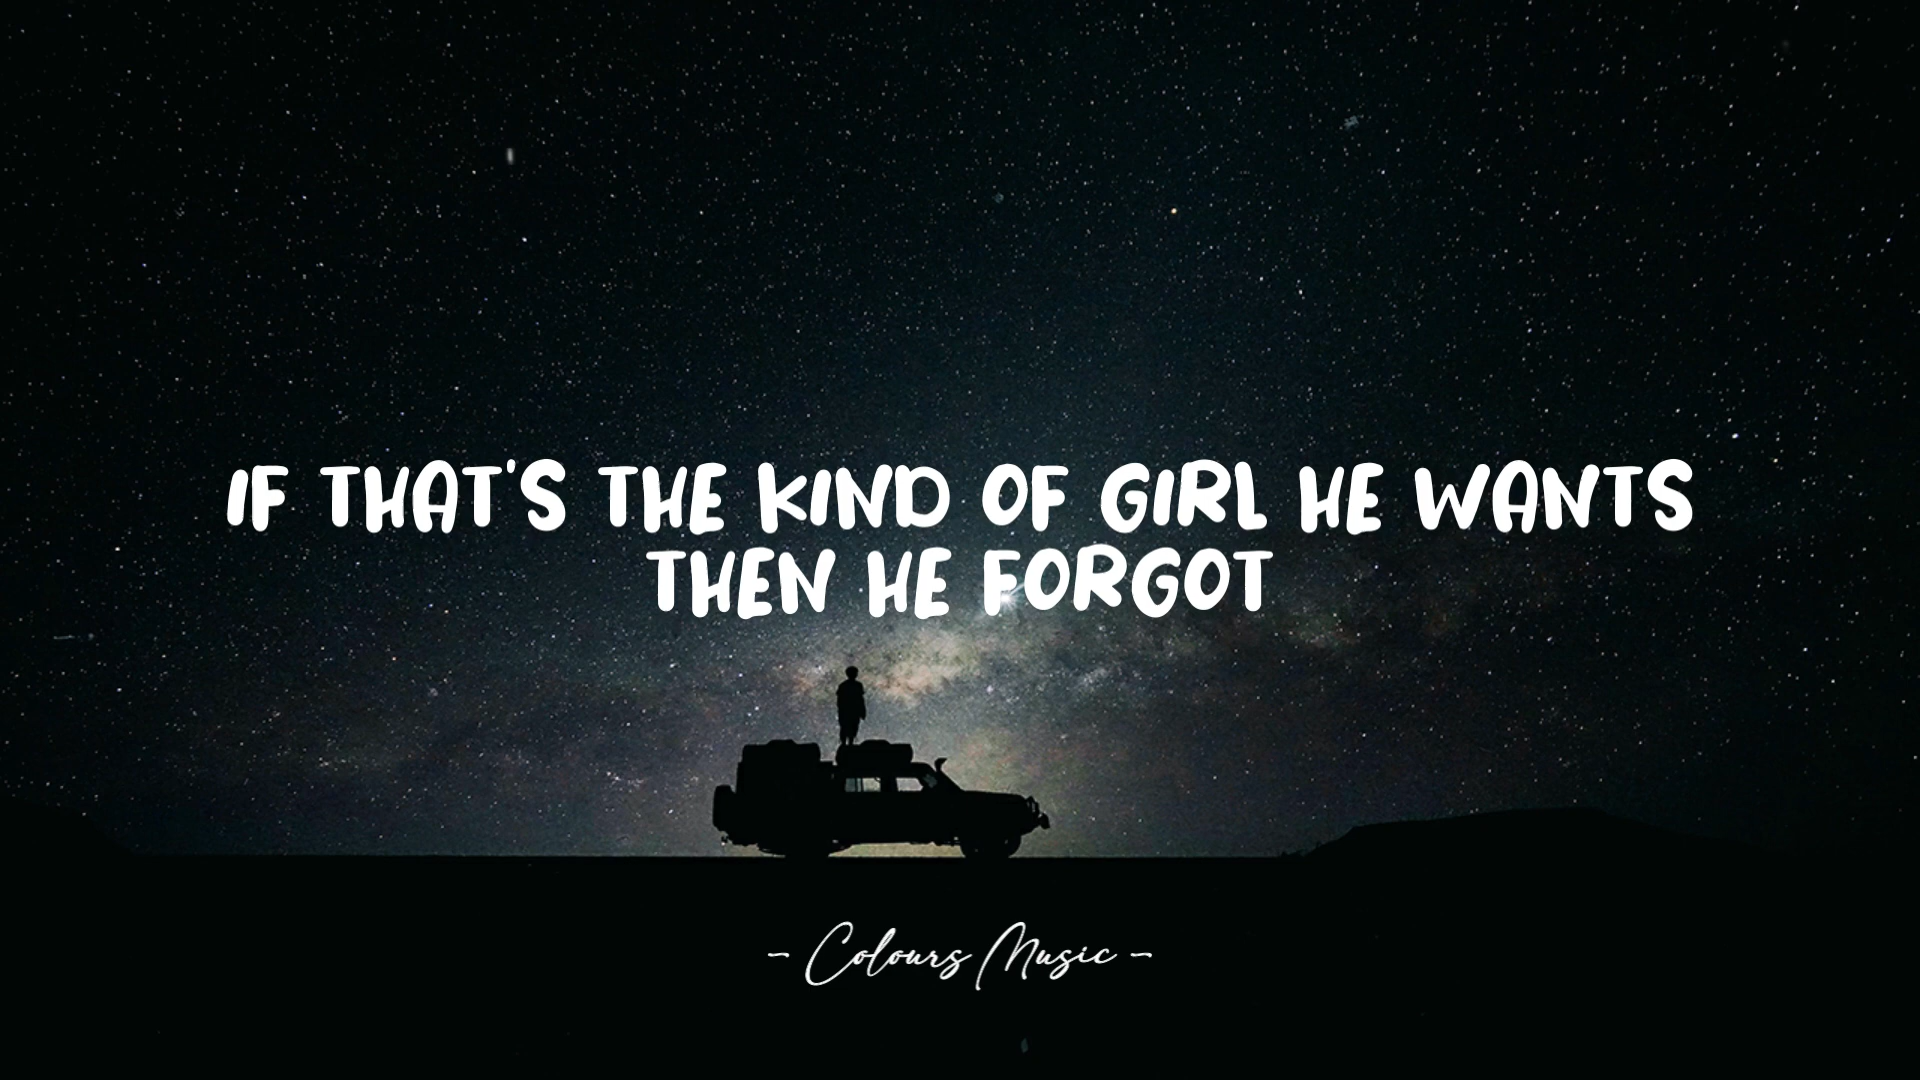 IF THAT'S THE KIND OF GIRL HE WANTS
THEN HE FORGOT
- Colours Music -